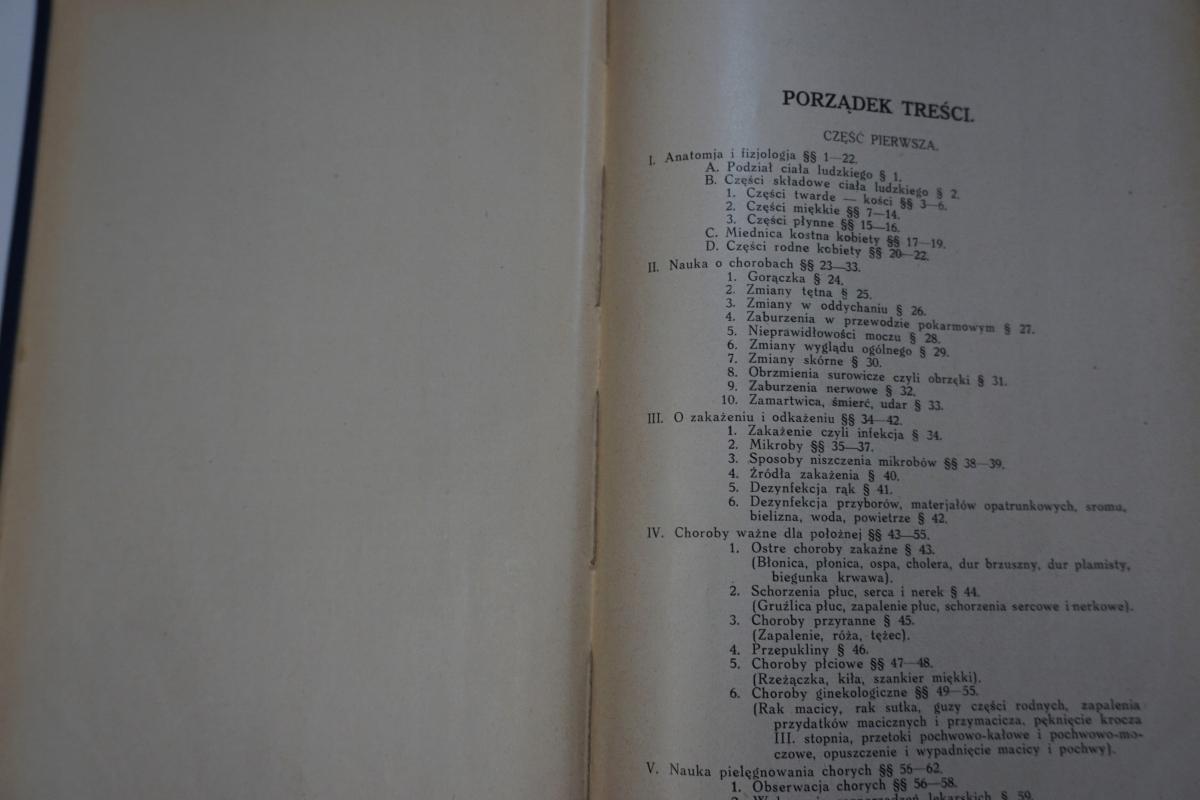 PORZĄDEK TREŚCI.
CZĘŚĆ PIERWSZA.
I. Anatomja i fizjologja §§ 1—22.
A. Podział ciała ludzkiego § 1.
B. Części składowe ciała ludzkiego § 2.
1. Części twarde — kości §§ 3—6.
2. Części miękkie §§ 7—14.
3. Części płynne §§ 15—16.
C. Miednica kostna kobiety §§ 17—19.
D. Części rodne kobiety §§ 20—22.
II. Nauka o chorobach §§ 23—33.
1. Gorączka § 24.
2. Zmiany tętna § 25.
3. Zmiany w oddychaniu § 26.
4. Zaburzenia w przewodzie pokarmowym § 27.
5. Nieprawidłowości moczu § 28.
6. Zmiany wyglądu ogólnego § 29.
7. Zmiany skórne § 30.
8. Obrzmienia surowicze czyli obrzęki § 31.
9. Zaburzenia nerwowe § 32.
10. Zamartwica, śmierć, udar § 33.
III. O zakażeniu i odkażeniu §§ 34—42.
1. Zakażenie czyli infekcja § 34.
2. Mikroby §§ 35—37.
3. Sposoby niszczenia mikrobów §§ 38—39.
4. Źródła zakażenia § 40.
5. Dezynfekcja rąk § 41.
6. Dezynfekcja przyborów, materjałów opatrunkowych, sromu,
bielizna, woda, powietrze § 42.
IV. Choroby ważne dla położnej §§ 43—55.
1. Ostre choroby zakaźne § 43.
(Błonica, płonica, ospa, cholera, dur brzuszny, dur plamisty,
biegunka krwawa).
2. Schorzenia płuc, serca i nerek § 44.
(Gruźlica płuc, zapalenie płuc, schorzenia sercowe i nerkowe).
3. Choroby przyranne § 45.
(Zapalenie, róża, tężec).
4. Przepukliny § 46.
5. Choroby płciowe §§ 47—48.
(Rzeżączka, kiła, szankier miękki).
6. Choroby ginekologiczne §§ 49—55.
(Rak macicy, rak sutka, guzy części rodnych, zapalenia
przydatków macicznych i przymacicza, pęknięcie krocza
III. stopnia, przetoki pochwowo-kałowe i pochwowo-mo-
czowe, opuszczenie i wypadnięcie macicy i pochwy).
V. Nauka pielęgnowania chorych §§ 56—62.
1. Obserwacja chorych §§ 56—58.
lekarskich § 59.